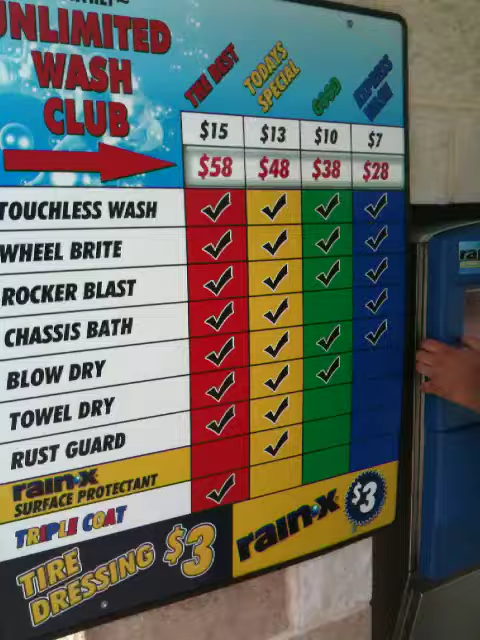 UNLIMITED
WASH
CLUB
THE BEST
TODAYS
SPECIAL
GOOD
EXPRESS
WASH
$15 $13 $10 $7
$58 $48 $38 $28
TOUCHLESS WASH
WHEEL BRITE
ROCKER BLAST
CHASSIS BATH
BLOW DRY
TOWEL DRY
RUST GUARD
rain-x
SURFACE PROTECTANT
TRIPLE COAT
TIRE
DRESSING $3
rain-x $3